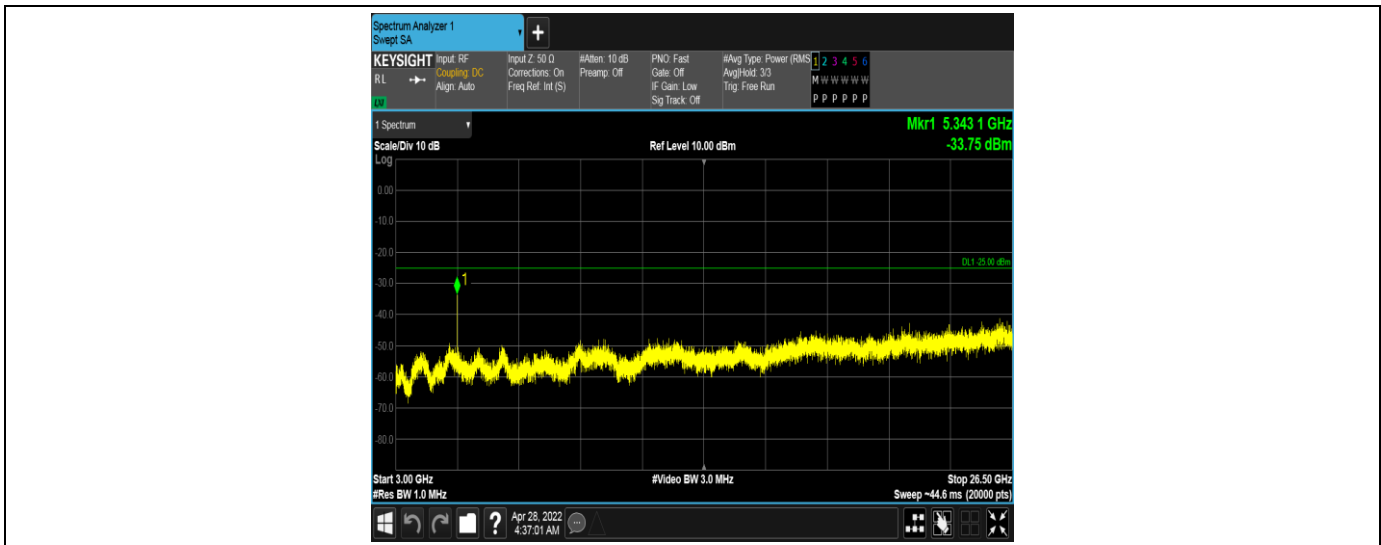 Spectrum Analyzer 1
Swept SA
KEYSIGHT Input: RF Input Z: 50 Ω #Atten: 10 dB PNO: Fast #Avg Type: Power (RMS 1 2 3 4 5 6
RL Coupling: DC Corrections: On Preamp: Off Gate: Off Avg|Hold: 3/3 M W W W W W
Align: Auto Freq Ref: Int (S) IF Gain: Low Trig: Free Run P P P P P P
Sig Track: Off
1 Spectrum Mkr1 5.343 1 GHz
Scale/Div 10 dB Ref Level 10.00 dBm -33.75 dBm
Log
0.00
-10.0
-20.0
DL1 -25.00 dBm
1
-30.0
-40.0
-50.0
-60.0
-70.0
-80.0
Start 3.00 GHz #Video BW 3.0 MHz Stop 26.50 GHz
#Res BW 1.0 MHz Sweep ~44.6 ms (20000 pts)
? Apr 28, 2022
4:37:01 AM